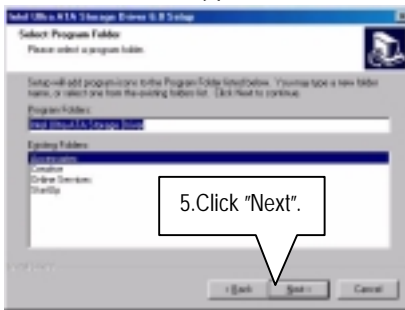 Intel Ultra ATA Storage Driver 6.0 Setup
Select Program Folder
Please select a program folder.
Setup will add program icons to the Program Folder listed below. You may type a new folder
name, or select one from the existing folders list. Click Next to continue.
Program Folders:
Intel Ultra ATA Storage Driver
Existing Folders:
Accessories
Creative
Online Services
StartUp
5.Click "Next".
< Back
Next >
Cancel